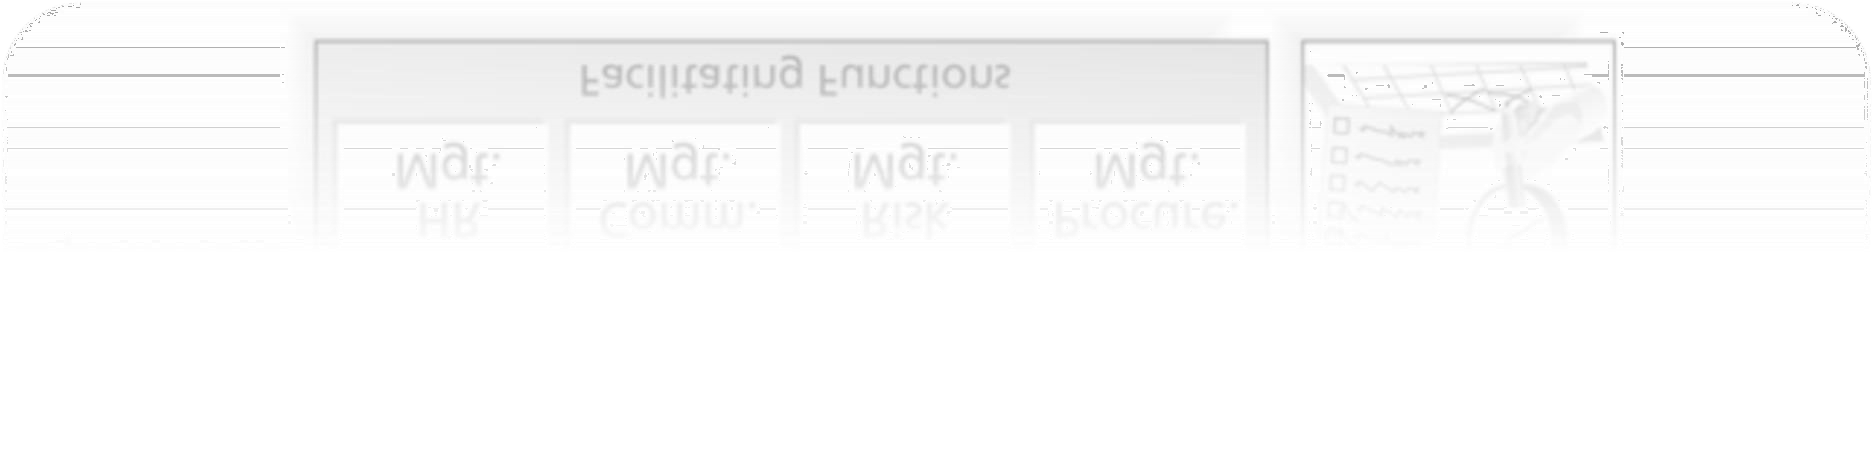 Facilitating Functions
HR Mgt.
Comm. Mgt.
Risk Mgt.
Procure. Mgt.